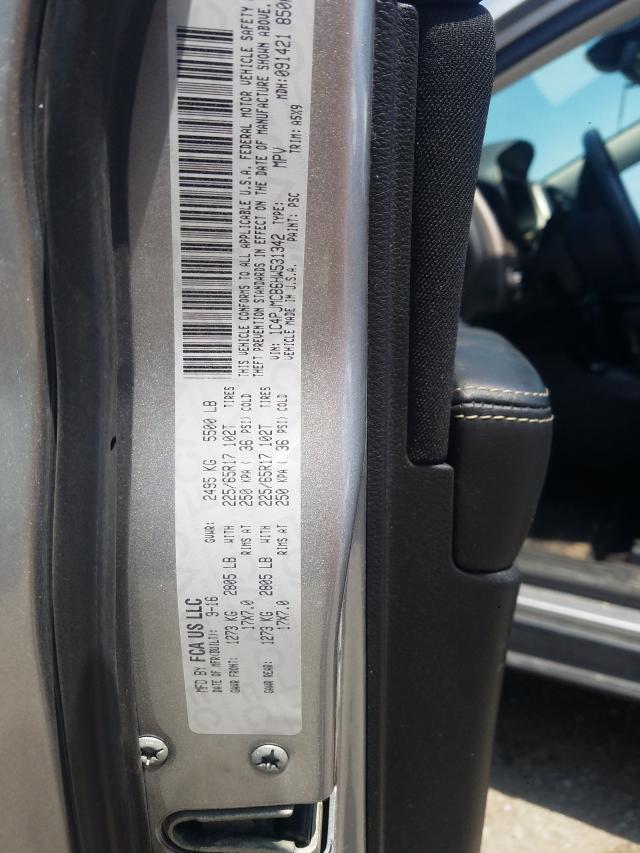 MFD BY FCA US LLC
DATE OF MFR(BUILT): 9-16 GVWR: 2495 KG 5500 LB
GAWR FRONT: 1273 KG 2805 LB WITH 225/65R17 102T TIRES
17X7.0 RIMS AT 250 KPA ( 36 PSI) COLD
GAWR REAR: 1273 KG 2805 LB WITH 225/65R17 102T TIRES
17X7.0 RIMS AT 250 KPA ( 36 PSI) COLD
THIS VEHICLE CONFORMS TO ALL APPLICABLE U.S.A. FEDERAL MOTOR VEHICLE SAFETY
THEFT PREVENTION STANDARDS IN EFFECT ON THE DATE OF MANUFACTURE SHOWN ABOVE.
VIN: 1C4PJMCB6HW531342 TYPE: MPV MDH:091421 850
VEHICLE MADE IN U.S.A. PAINT: PSC TRIM: A5X9